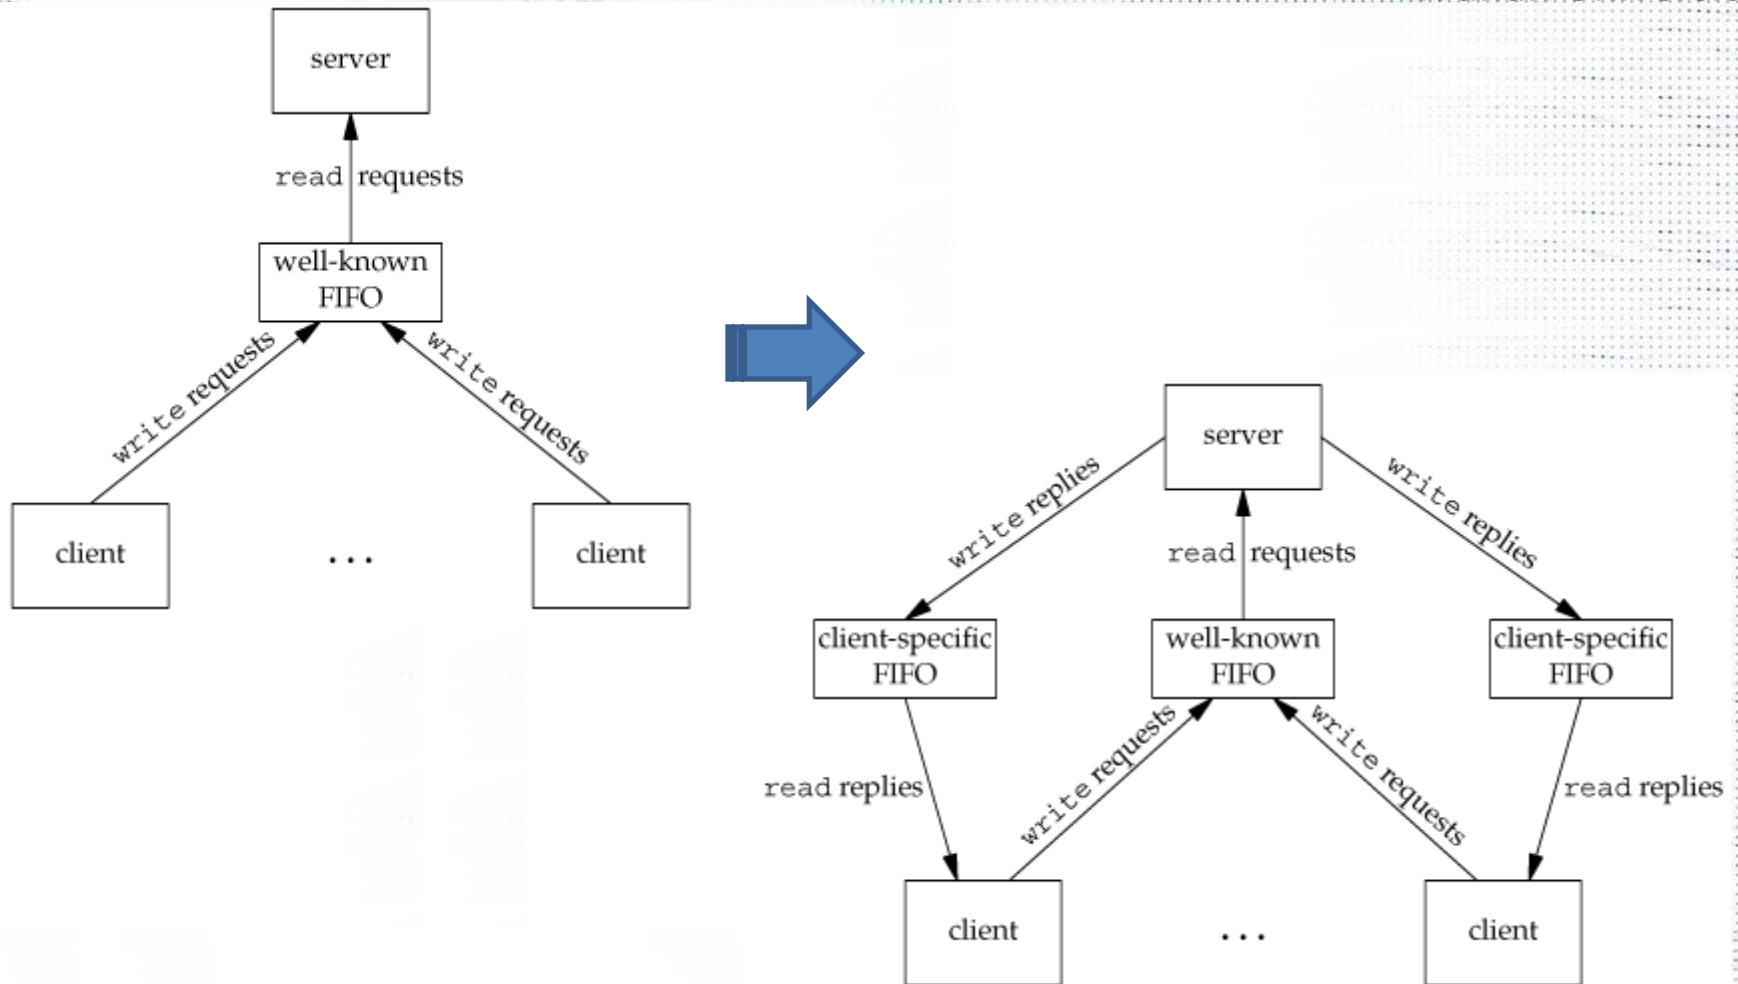 server
read requests
well-known
FIFO
write requests
write requests
client
. . .
client
server
write replies
write replies
read requests
client-specific
FIFO
well-known
FIFO
client-specific
FIFO
read replies
write requests
write requests
read replies
client
. . .
client